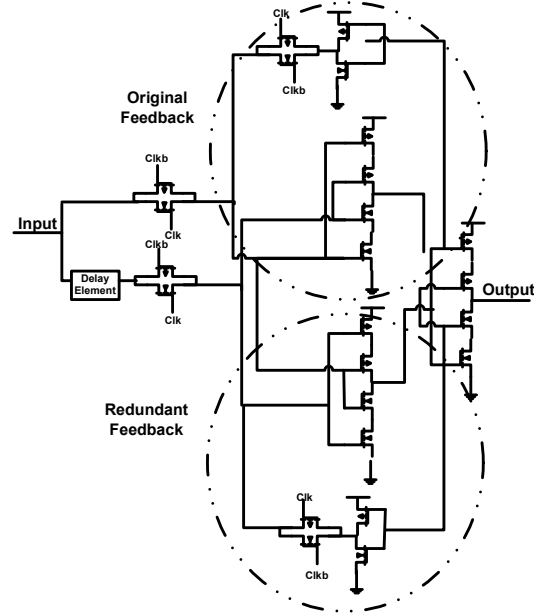 Clk
Clkb
Original
Feedback
Clkb
Clk
Input
Clkb
Delay
Element
Clk
Output
Redundant
Feedback
Clk
Clkb